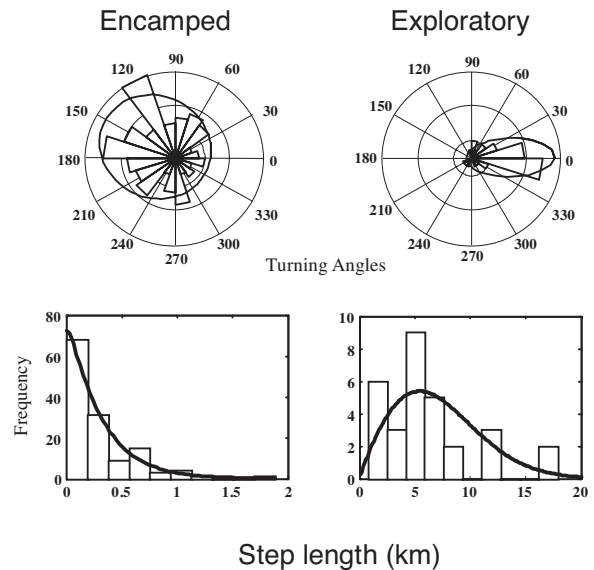 Encamped Exploratory
90 90
120 60 120 60
150 30 150 30
180 0 180 0
210 330 210 330
240 300 240 300
270 270
Turning Angles
80 10
60 8
40 6
20 4
0 2
0
Frequency
0 0.5 1 1.5 2 0 5 10 15 20
Step length (km)